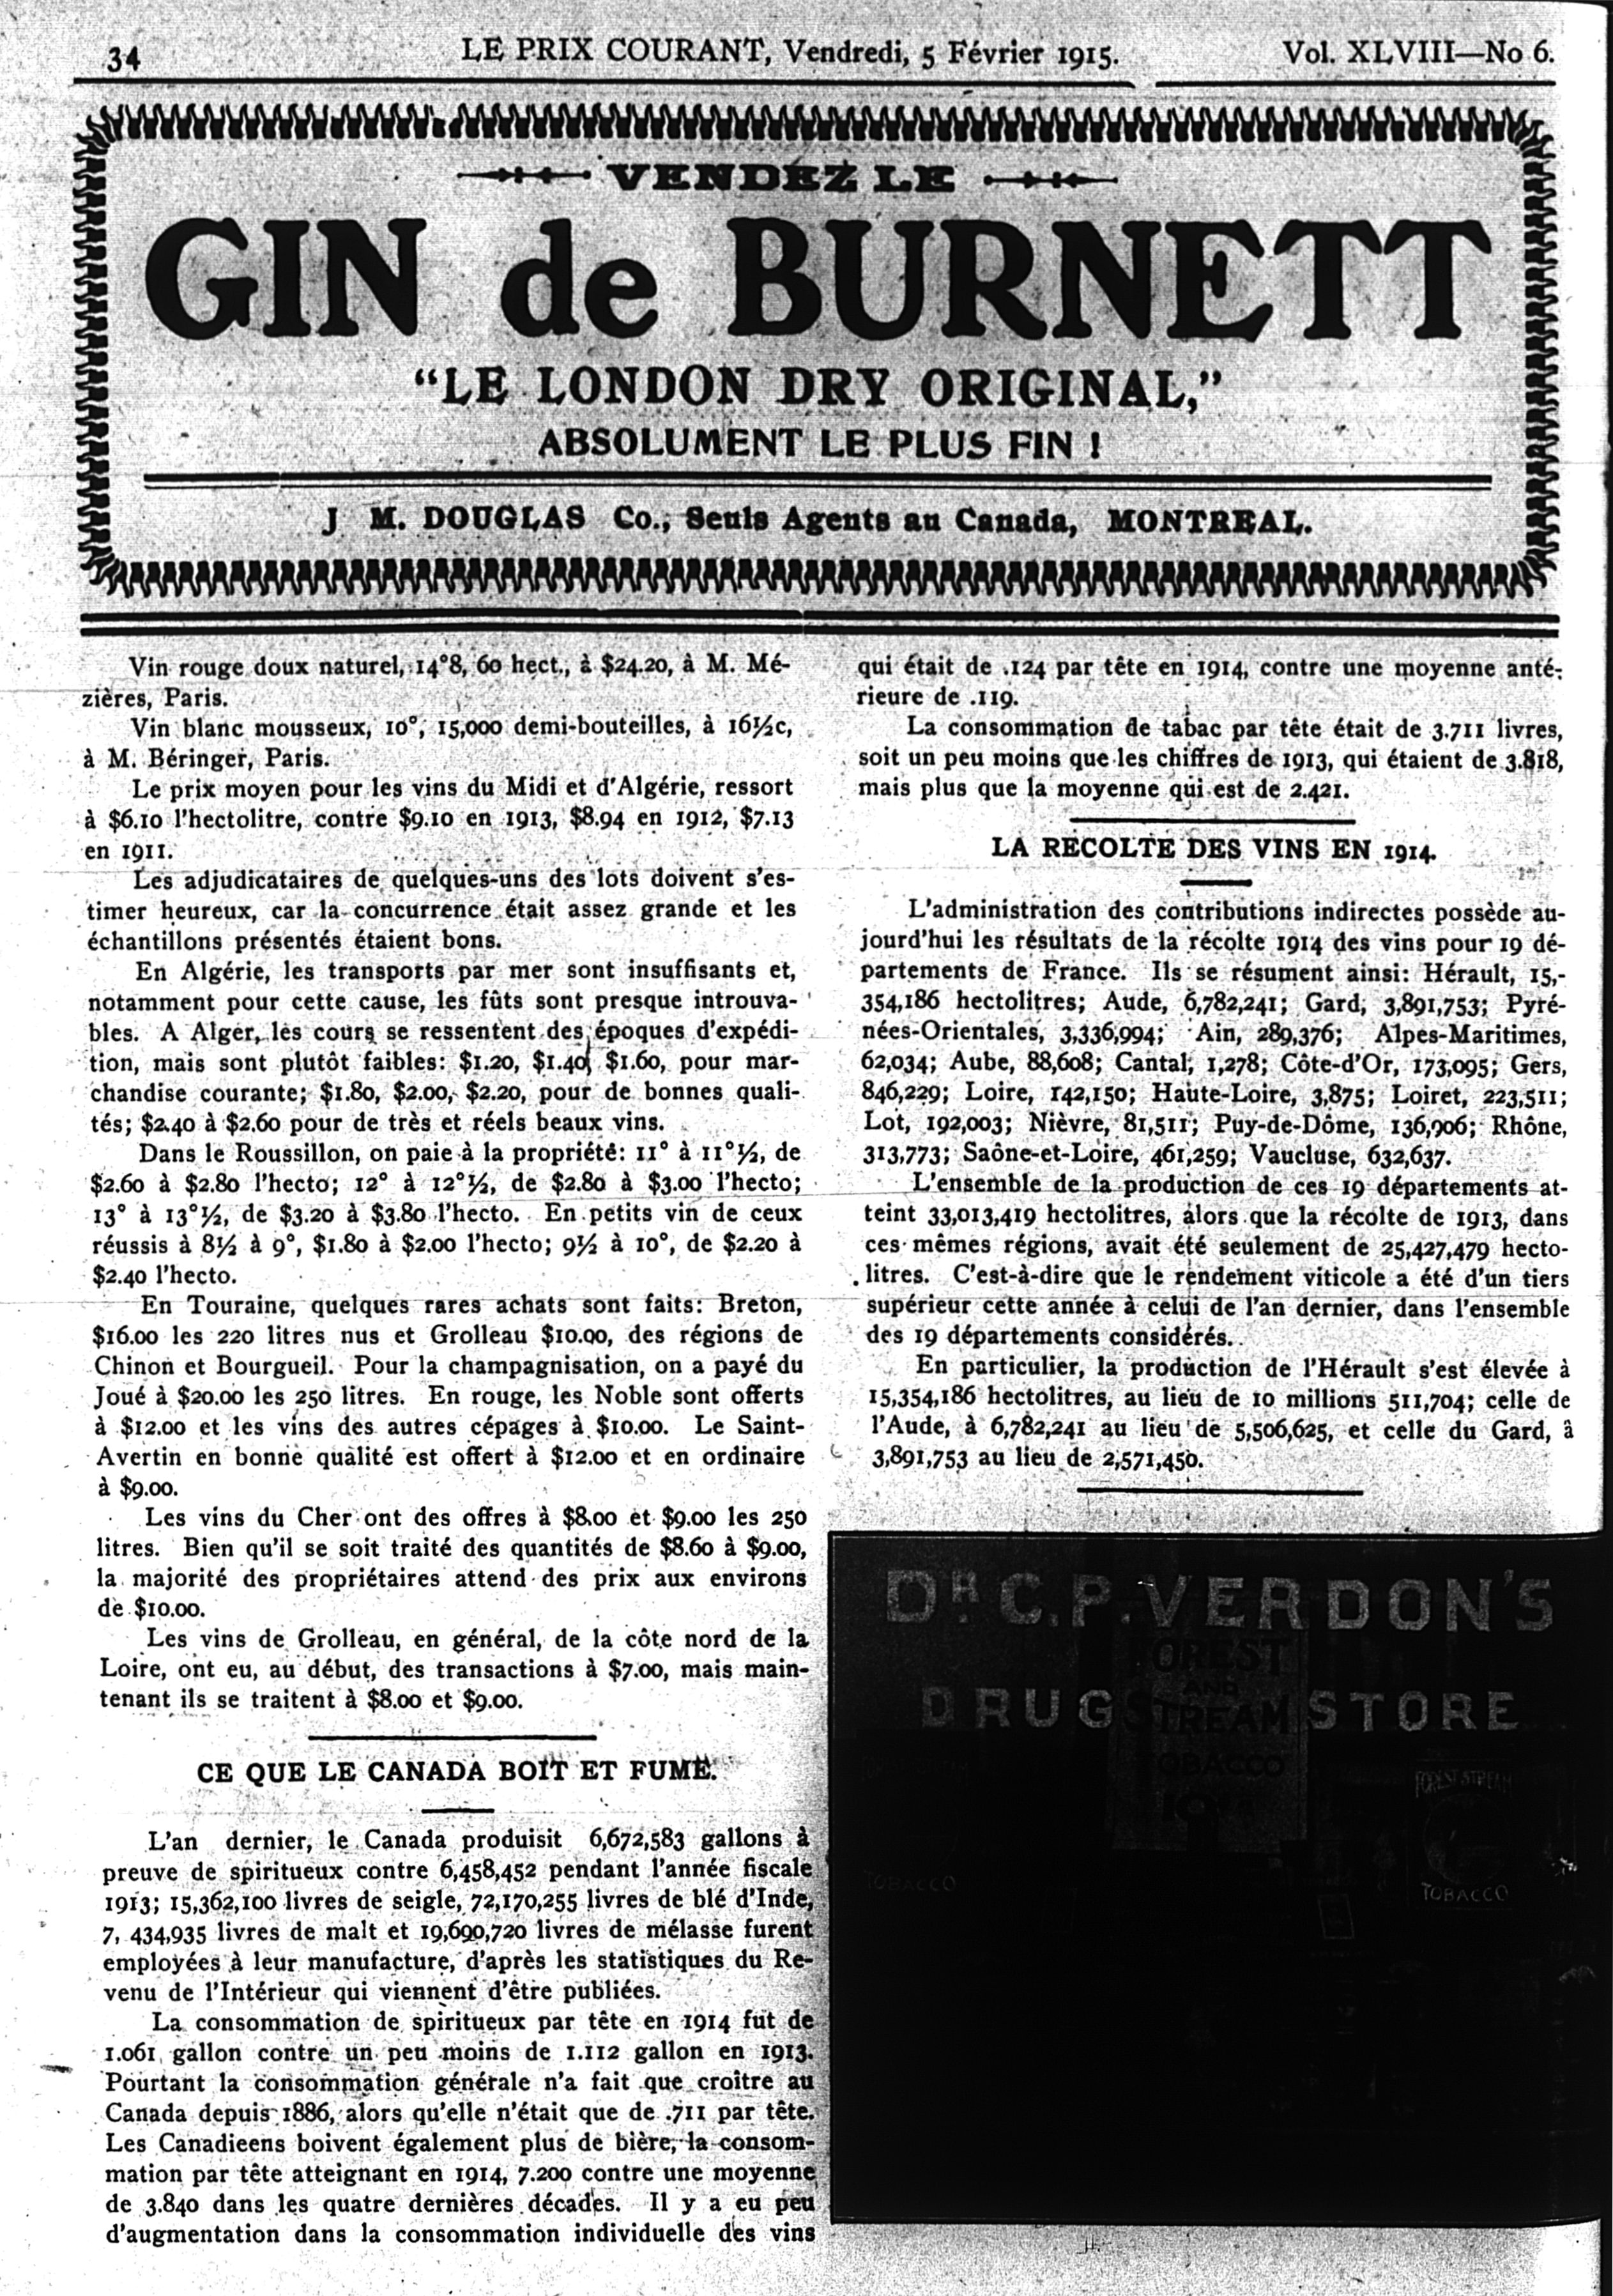 34
LE PRIX COURANT, Vendredi, 5 Février 1915.
Vol. XLVIII—No 6.
VENDEZ LE
GIN de BURNETT
“LE LONDON DRY ORIGINAL,”
ABSOLUMENT LE PLUS FIN !
J. M. DOUGLAS Co., Seuls Agents au Canada, MONTREAL.
Vin rouge doux naturel, 14°8, 60 hect., à $24.20, à M. Mé-
zières, Paris.
Vin blanc mousseux, 10°, 15,000 demi-bouteilles, à 16½c,
à M. Béringer, Paris.
Le prix moyen pour les vins du Midi et d'Algérie, ressort
à $6.10 l'hectolitre, contre $9.10 en 1913, $8.94 en 1912, $7.13
en 1911.
Les adjudicataires de quelques-uns des lots doivent s'es-
timer heureux, car la concurrence était assez grande et les
échantillons présentés étaient bons.
En Algérie, les transports par mer sont insuffisants et,
notamment pour cette cause, les fûts sont presque introuva-
bles. A Alger, les cours se ressentent des époques d'expédi-
tion, mais sont plutôt faibles: $1.20, $1.40, $1.60, pour mar-
chandise courante; $1.80, $2.00, $2.20, pour de bonnes quali-
tés; $2.40 à $2.60 pour de très et réels beaux vins.
Dans le Roussillon, on paie à la propriété: 11° à 11°½, de
$2.60 à $2.80 l'hecto; 12° à 12°½, de $2.80 à $3.00 l'hecto;
13° à 13°½, de $3.20 à $3.80 l'hecto. En petits vin de ceux
réussis à 8½ à 9°, $1.80 à $2.00 l'hecto; 9½ à 10°, de $2.20 à
$2.40 l'hecto.
En Touraine, quelques rares achats sont faits: Breton,
$16.00 les 220 litres nus et Grolleau $10.00, des régions de
Chinon et Bourgueil. Pour la champagnisation, on a payé du
Joué à $20.00 les 250 litres. En rouge, les Noble sont offerts
à $12.00 et les vins des autres cépages à $10.00. Le Saint-
Avertin en bonne qualité est offert à $12.00 et en ordinaire
à $9.00.
Les vins du Cher ont des offres à $8.00 et $9.00 les 250
litres. Bien qu'il se soit traité des quantités de $8.60 à $9.00,
la majorité des propriétaires attend des prix aux environs
de $10.00.
Les vins de Grolleau, en général, de la côte nord de la
Loire, ont eu, au début, des transactions à $7.00, mais main-
tenant ils se traitent à $8.00 et $9.00.
CE QUE LE CANADA BOIT ET FUME.
L'an dernier, le Canada produisit 6,672,583 gallons à
preuve de spiritueux contre 6,458,452 pendant l'année fiscale
1913; 15,362,100 livres de seigle, 72,170,255 livres de blé d'Inde,
7, 434,935 livres de malt et 19,690,720 livres de mélasse furent
employées à leur manufacture, d'après les statistiques du Re-
venu de l'Intérieur qui viennent d'être publiées.
La consommation de spiritueux par tête en 1914 fut de
1.061 gallon contre un peu moins de 1.112 gallon en 1913.
Pourtant la consommation générale n'a fait que croître au
Canada depuis 1886, alors qu'elle n'était que de .711 par tête.
Les Canadieens boivent également plus de bière, la consom-
mation par tête atteignant en 1914, 7.200 contre une moyenne
de 3.840 dans les quatre dernières décades. Il y a eu peu
d'augmentation dans la consommation individuelle des vins
qui était de .124 par tête en 1914, contre une moyenne anté-
rieure de .119.
La consommation de tabac par tête était de 3.711 livres,
soit un peu moins que les chiffres de 1913, qui étaient de 3.818,
mais plus que la moyenne qui est de 2.421.
LA RECOLTE DES VINS EN 1914.
L'administration des contributions indirectes possède au-
jourd'hui les résultats de la récolte 1914 des vins pour 19 dé-
partements de France. Ils se résument ainsi: Hérault, 15,-
354,186 hectolitres; Aude, 6,782,241; Gard, 3,891,753; Pyré-
nées-Orientales, 3,336,994; Ain, 289,376; Alpes-Maritimes,
62,034; Aube, 88,608; Cantal, 1,278; Côte-d'Or, 173,095; Gers,
846,229; Loire, 142,150; Haute-Loire, 3,875; Loiret, 223,511;
Lot, 192,003; Nièvre, 81,511; Puy-de-Dôme, 136,906; Rhône,
313,773; Saône-et-Loire, 461,259; Vaucluse, 632,637.
L'ensemble de la production de ces 19 départements at-
teint 33,013,419 hectolitres, alors que la récolte de 1913, dans
ces mêmes régions, avait été seulement de 25,427,479 hecto-
litres. C'est-à-dire que le rendement viticole a été d'un tiers
supérieur cette année à celui de l'an dernier, dans l'ensemble
des 19 départements considérés.
En particulier, la production de l'Hérault s'est élevée à
15,354,186 hectolitres, au lieu de 10 millions 511,704; celle de
l'Aude, à 6,782,241 au lieu de 5,506,625, et celle du Gard, à
3,891,753 au lieu de 2,571,450.
DR. C.P. VERDON'S
DRUG STORE
FOREST
AND
STREAM
TOBACCO
10
FOREST STREAM
TOBACCO
TOBACCO